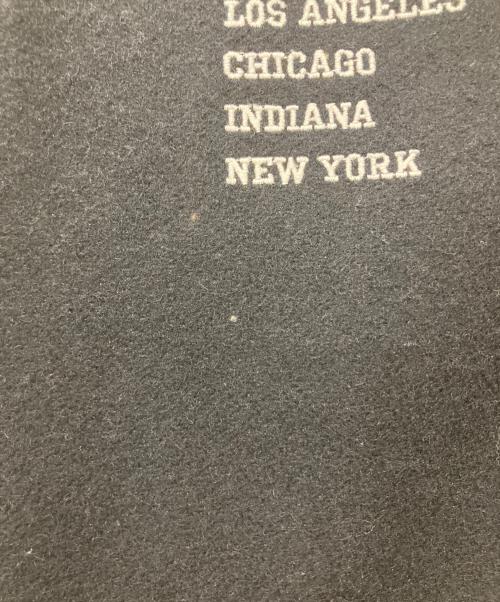 LOS ANGELES
CHICAGO
INDIANA
NEW YORK